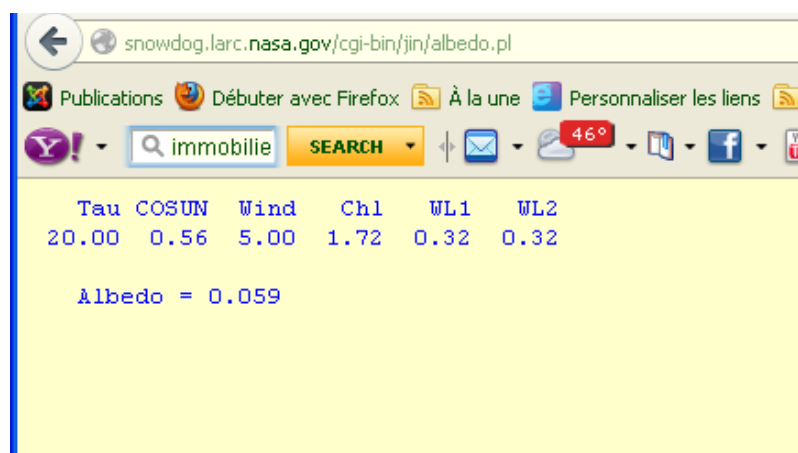 snowdog.larc.nasa.gov/cgi-bin/jin/albedo.pl
Publications Débuter avec Firefox À la une Personnaliser les liens
Y! immobilie SEARCH 46°
Tau COSUN Wind Chl WL1 WL2
20.00 0.56 5.00 1.72 0.32 0.32
Albedo = 0.059